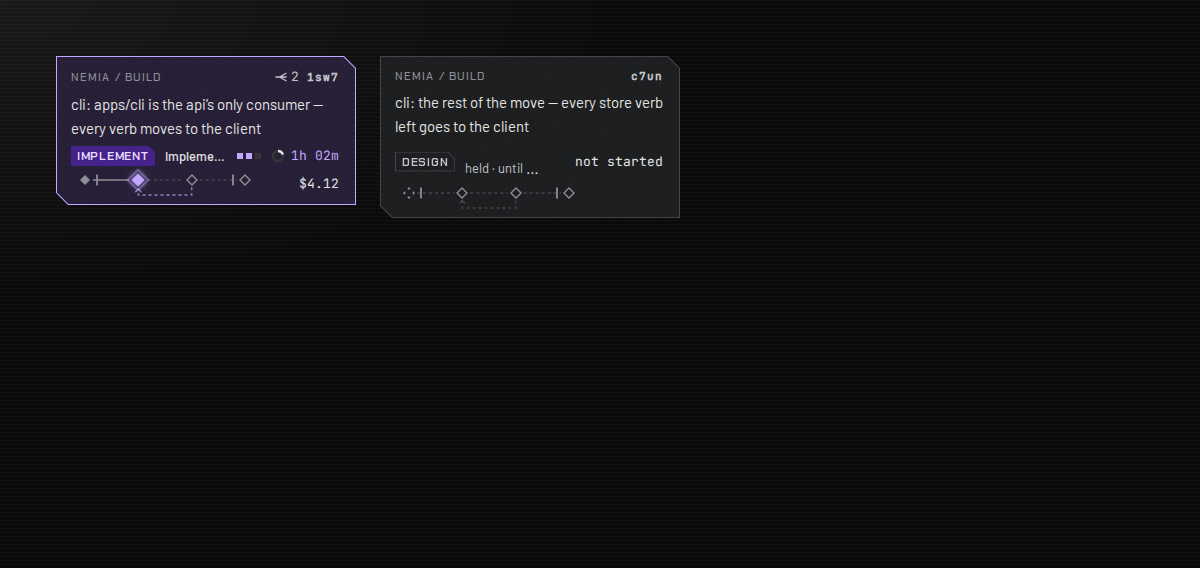 NEMIA / BUILD
2 1sw7
cli: apps/cli is the api's only consumer —
every verb moves to the client
IMPLEMENT Impleme... 1h 02m
$4.12
NEMIA / BUILD
c7un
cli: the rest of the move — every store verb
left goes to the client
DESIGN held · until ... not started